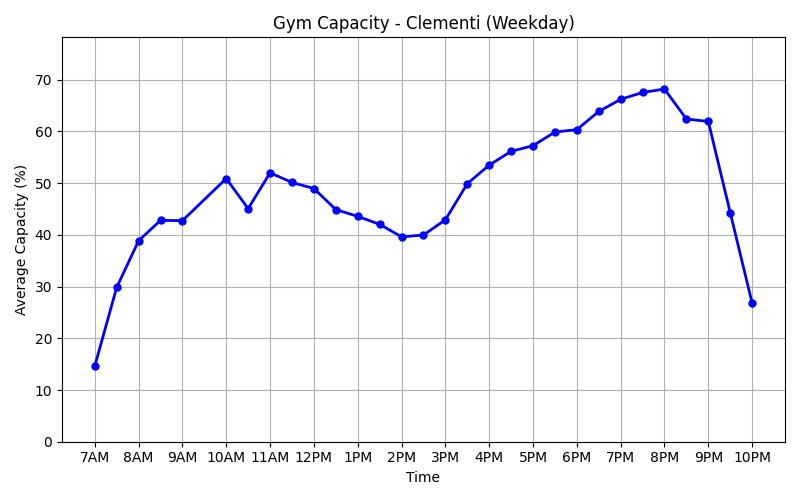 Gym Capacity - Clementi (Weekday)
Average Capacity (%)
70
60
50
40
30
20
10
0
7AM 8AM 9AM 10AM 11AM 12PM 1PM 2PM 3PM 4PM 5PM 6PM 7PM 8PM 9PM 10PM
Time